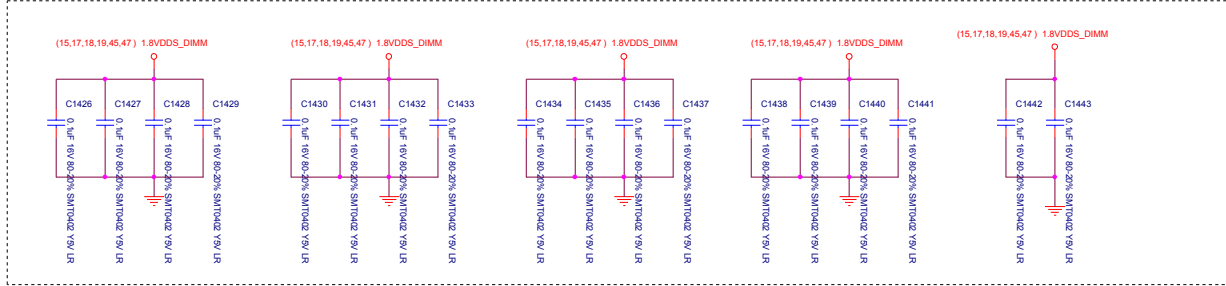 (15,17,18,19,45,47 ) 1.8VDDS_DIMM
C1426
0.1uF 16V 80-20% SMT0402 Y5V LR
C1427
0.1uF 16V 80-20% SMT0402 Y5V LR
C1428
0.1uF 16V 80-20% SMT0402 Y5V LR
C1429
0.1uF 16V 80-20% SMT0402 Y5V LR
(15,17,18,19,45,47 ) 1.8VDDS_DIMM
C1430
0.1uF 16V 80-20% SMT0402 Y5V LR
C1431
0.1uF 16V 80-20% SMT0402 Y5V LR
C1432
0.1uF 16V 80-20% SMT0402 Y5V LR
C1433
0.1uF 16V 80-20% SMT0402 Y5V LR
(15,17,18,19,45,47 ) 1.8VDDS_DIMM
C1434
0.1uF 16V 80-20% SMT0402 Y5V LR
C1435
0.1uF 16V 80-20% SMT0402 Y5V LR
C1436
0.1uF 16V 80-20% SMT0402 Y5V LR
C1437
0.1uF 16V 80-20% SMT0402 Y5V LR
(15,17,18,19,45,47 ) 1.8VDDS_DIMM
C1438
0.1uF 16V 80-20% SMT0402 Y5V LR
C1439
0.1uF 16V 80-20% SMT0402 Y5V LR
C1440
0.1uF 16V 80-20% SMT0402 Y5V LR
C1441
0.1uF 16V 80-20% SMT0402 Y5V LR
(15,17,18,19,45,47 ) 1.8VDDS_DIMM
C1442
0.1uF 16V 80-20% SMT0402 Y5V LR
C1443
0.1uF 16V 80-20% SMT0402 Y5V LR